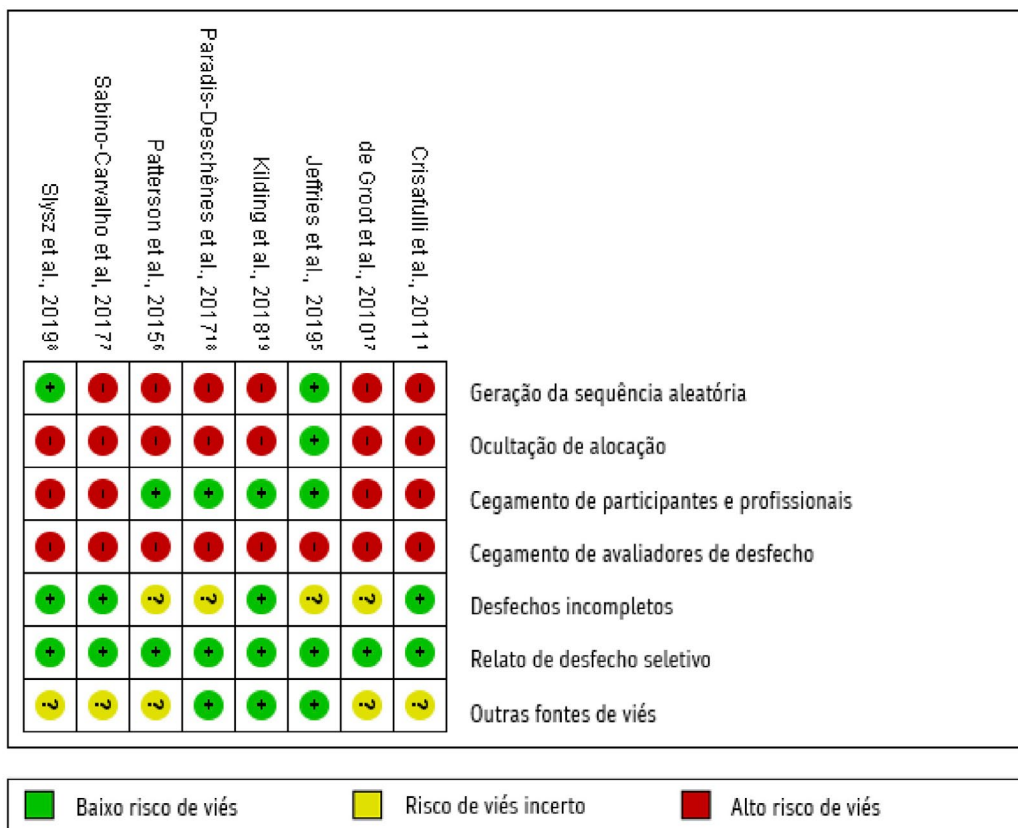 Slysz et al., 2019⁸
Sabino-Carvalho et al, 2017⁷
Patterson et al., 2015⁶
Paradis-Deschênes et al., 2017¹⁸
Kilding et al., 2018¹⁹
Jeffries et al., 2019⁵
de Groot et al., 2010¹⁷
Crisafulli et al., 2011¹
+ - - - - + - - Geração da sequência aleatória
- - - - - + - - Ocultação de alocação
- - + + + + - - Cegamento de participantes e profissionais
- - - - - - - - Cegamento de avaliadores de desfecho
+ + ? ? + ? ? + Desfechos incompletos
+ + + + + + + + Relato de desfecho seletivo
? ? ? + + + ? ? Outras fontes de viés
Baixo risco de viés
Risco de viés incerto
Alto risco de viés